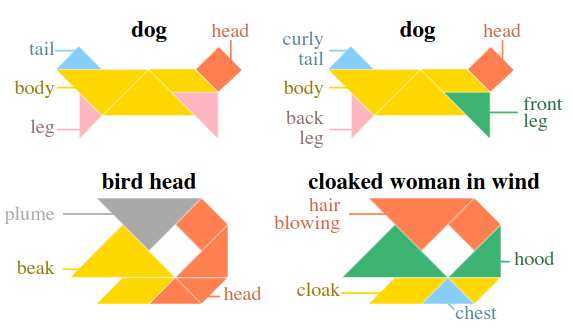 dog
head
tail
body
leg
dog
head
curly
tail
body
back
leg
front
leg
bird head
plume
beak
head
cloaked woman in wind
hair
blowing
hood
cloak
chest